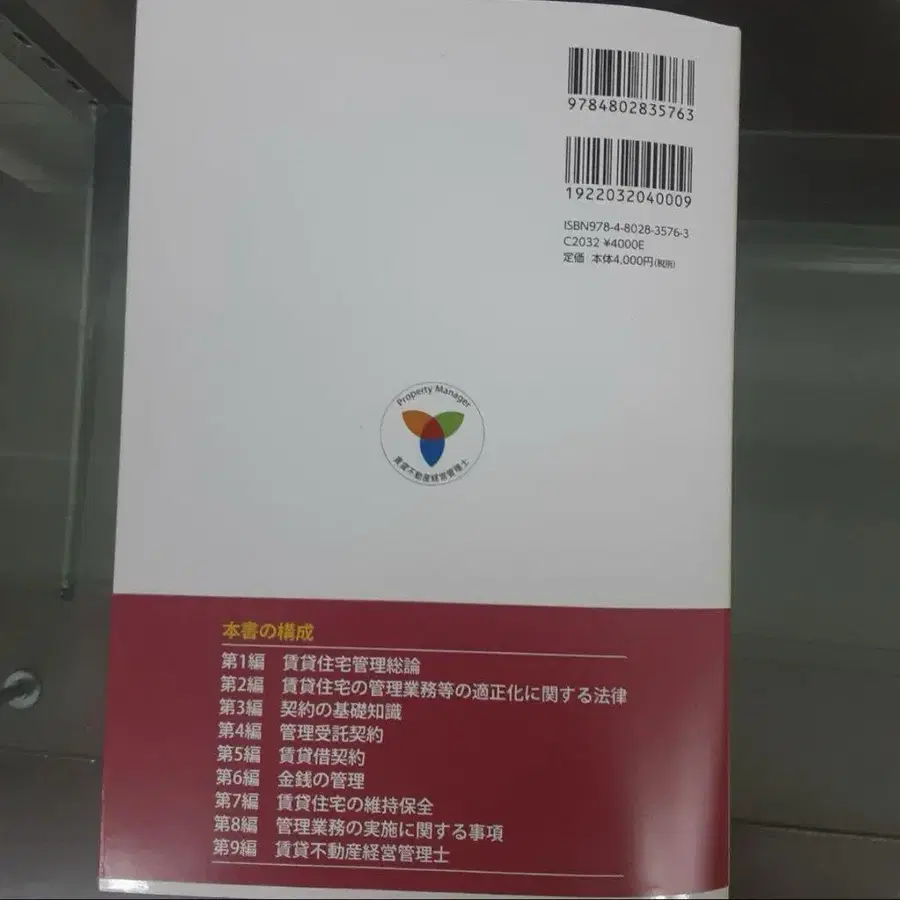 9784802835763
1922032040009
ISBN978-4-8028-3576-3
C2032 ¥4000E
定価 本体4,000円(税別)
Property Manager
賃貸不動産経営管理士
本書の構成
第1編 賃貸住宅管理総論
第2編 賃貸住宅の管理業務等の適正化に関する法律
第3編 契約の基礎知識
第4編 管理受託契約
第5編 賃貸借契約
第6編 金銭の管理
第7編 賃貸住宅の維持保全
第8編 管理業務の実施に関する事項
第9編 賃貸不動産経営管理士